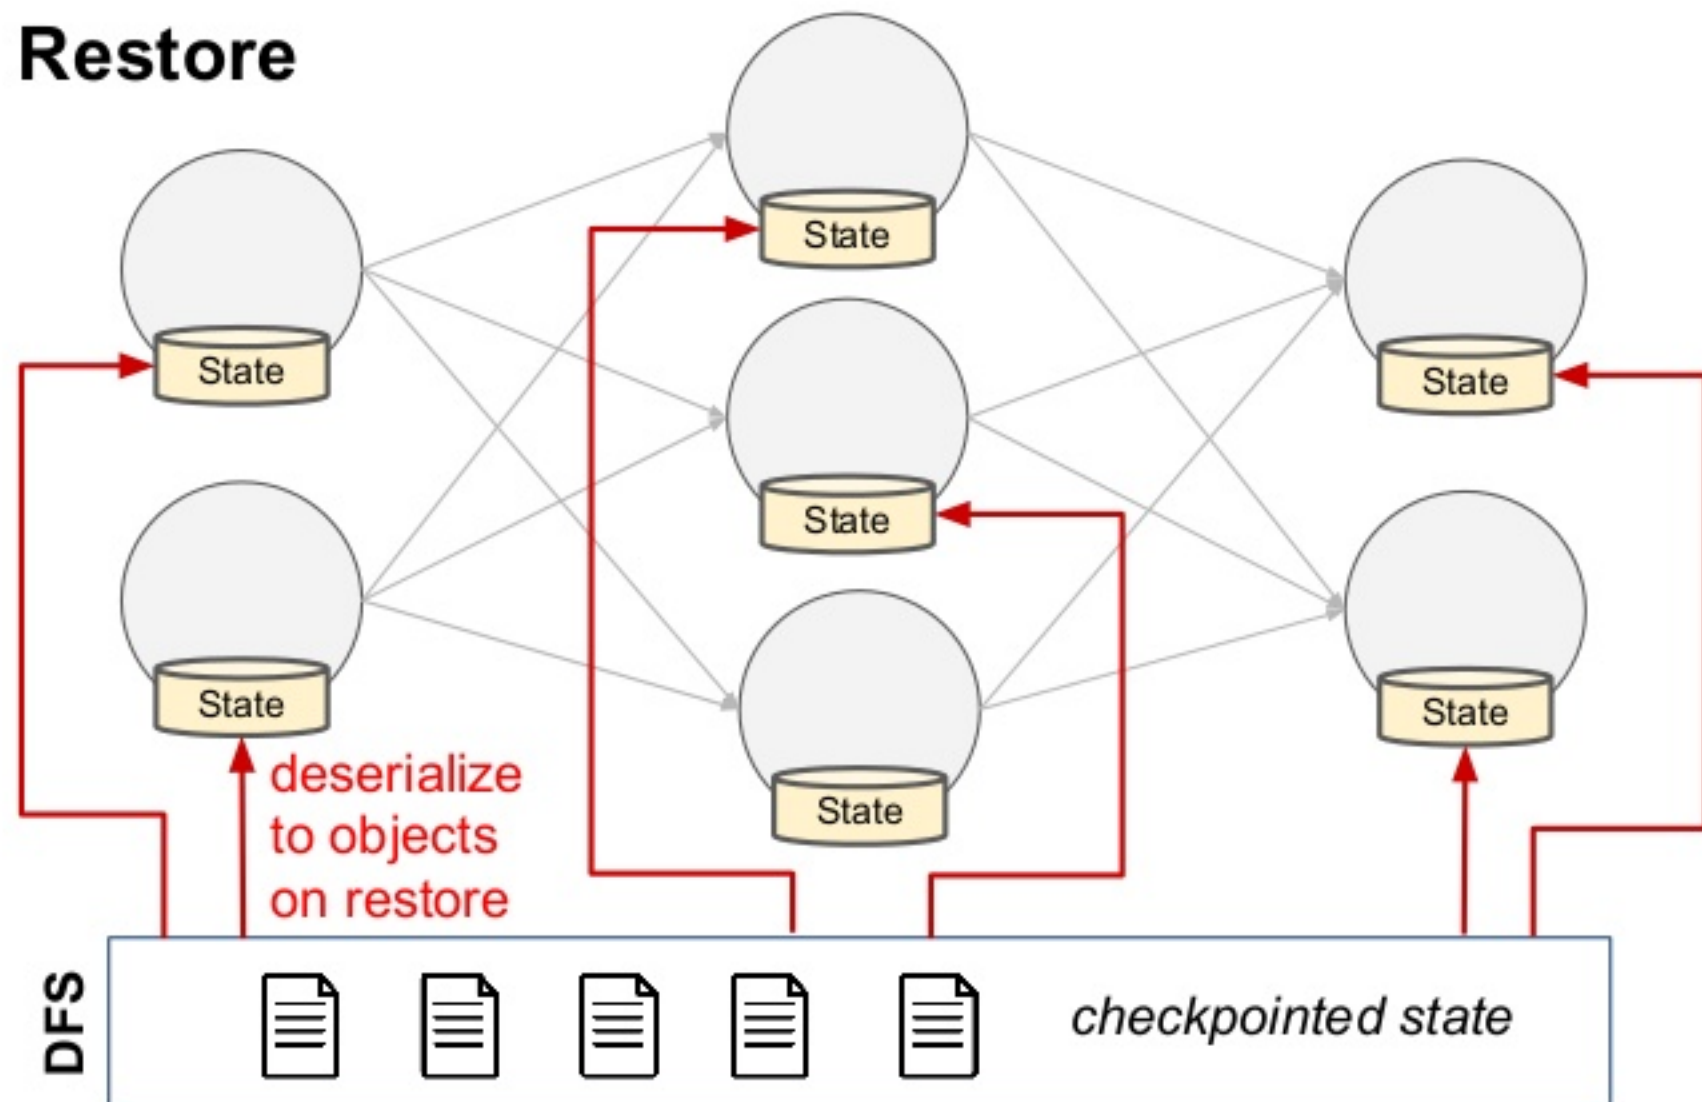 Restore
State
State
State
State
State
State
State
deserialize
to objects
on restore
DFS
checkpointed state